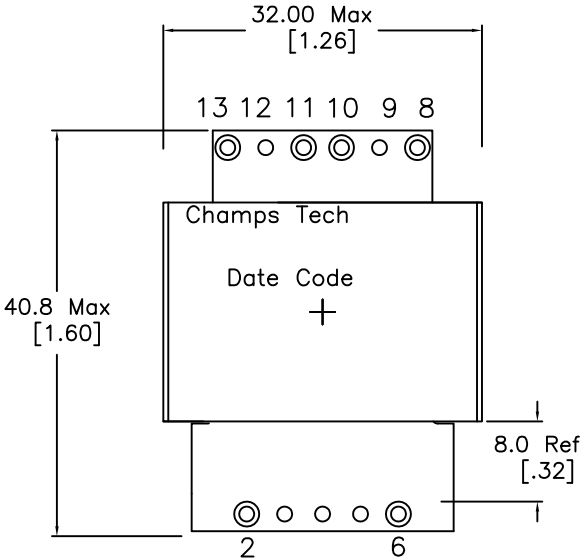 32.00 Max
[1.26]
13 12 11 10 9 8
Champs Tech
Date Code
40.8 Max
[1.60]
8.0 Ref
[.32]
2 6